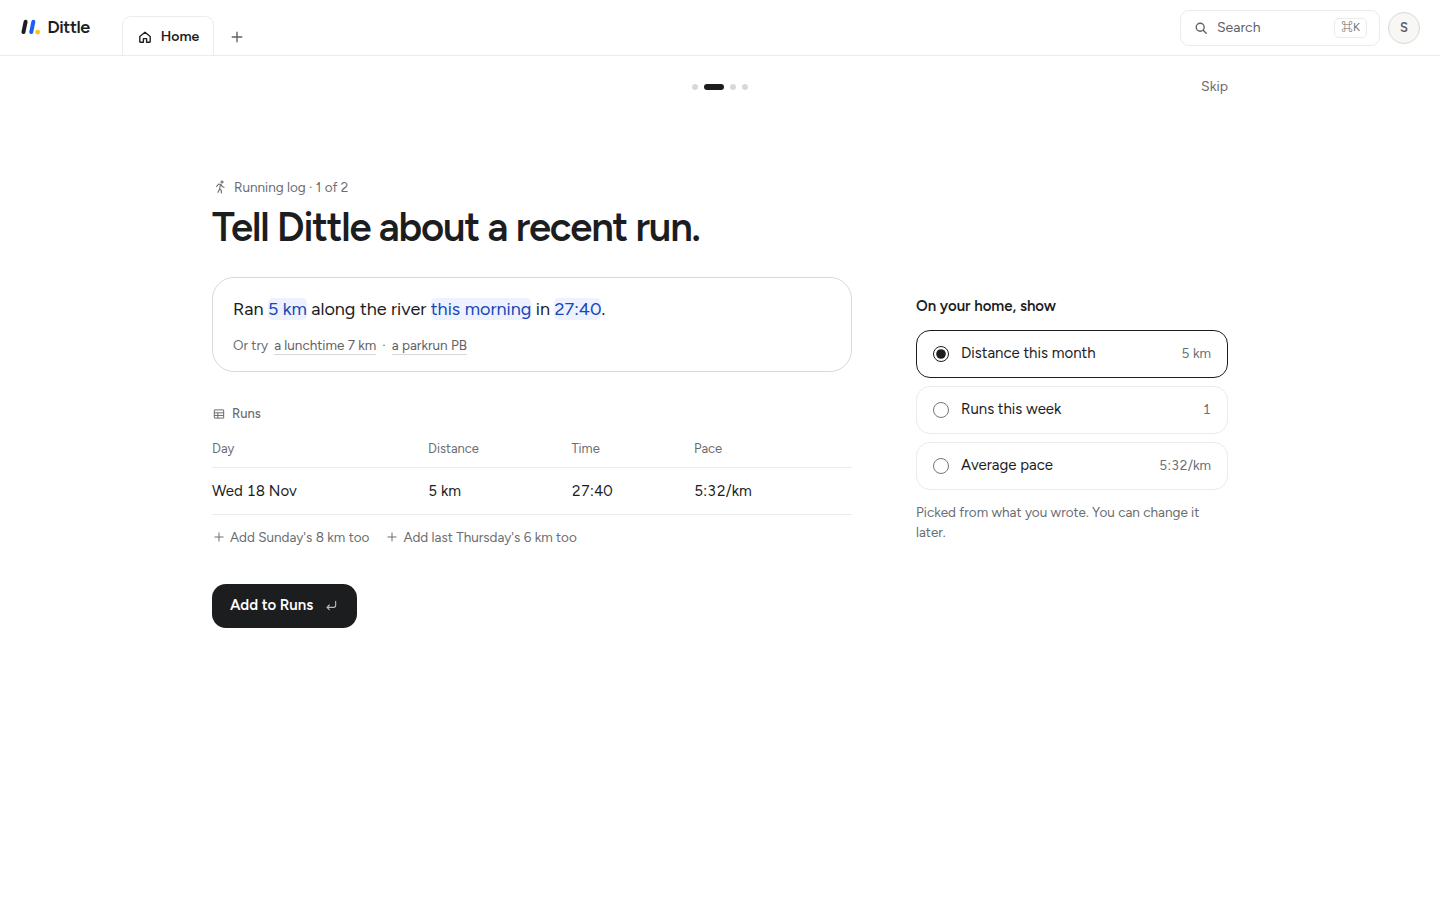 Dittle
Home
Search
⌘K
S
Skip
Running log · 1 of 2
Tell Dittle about a recent run.
Ran 5 km along the river this morning in 27:40.
Or try a lunchtime 7 km · a parkrun PB
Runs
Day Distance Time Pace
Wed 18 Nov 5 km 27:40 5:32/km
Add Sunday's 8 km too Add last Thursday's 6 km too
Add to Runs
On your home, show
Distance this month 5 km
Runs this week 1
Average pace 5:32/km
Picked from what you wrote. You can change it
later.